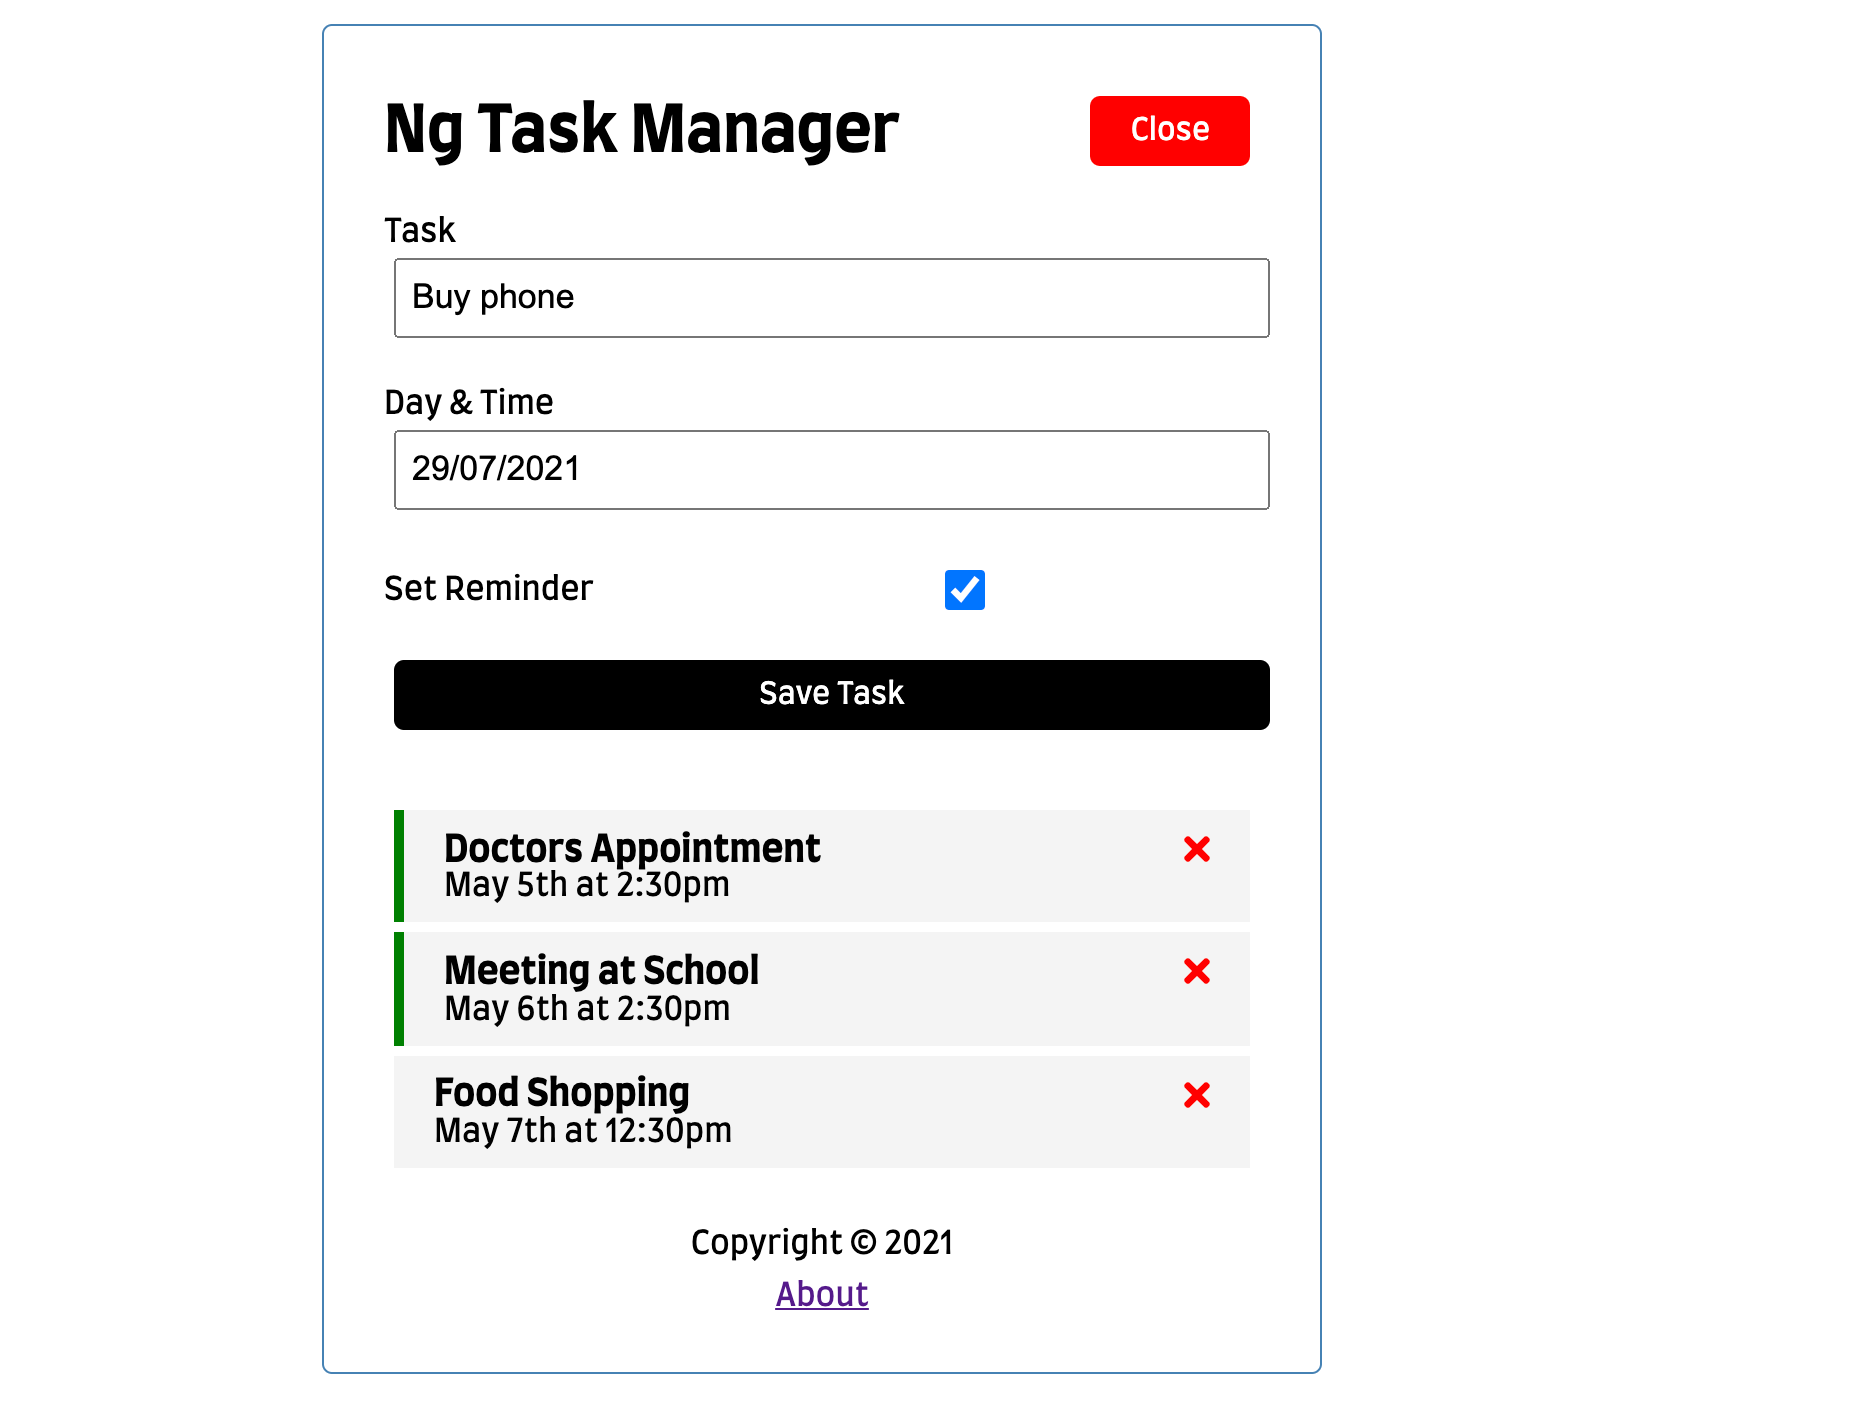 Ng Task Manager
Close
Task
Buy phone
Day & Time
29/07/2021
Set Reminder
Save Task
Doctors Appointment
May 5th at 2:30pm
Meeting at School
May 6th at 2:30pm
Food Shopping
May 7th at 12:30pm
Copyright © 2021
About